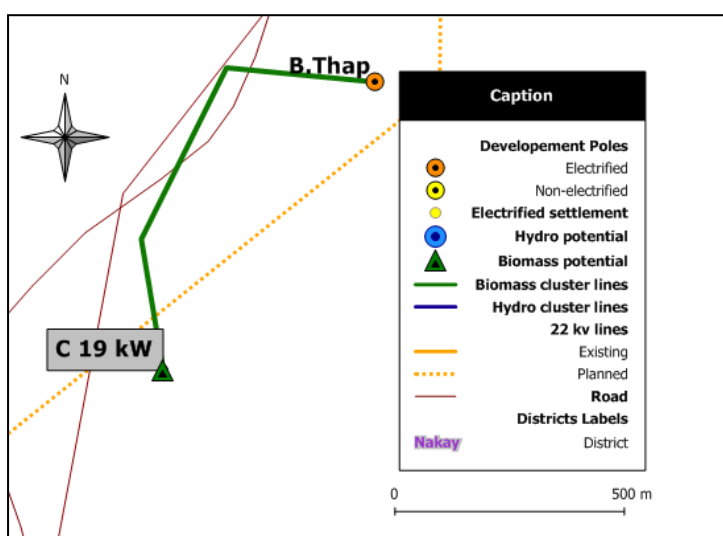 B.Thap
N
C 19 kW
Caption
Developement Poles
Electrified
Non-electrified
Electrified settlement
Hydro potential
Biomass potential
Biomass cluster lines
Hydro cluster lines
22 kv lines
Existing
Planned
Road
Districts Labels
Nakay District
0 500 m